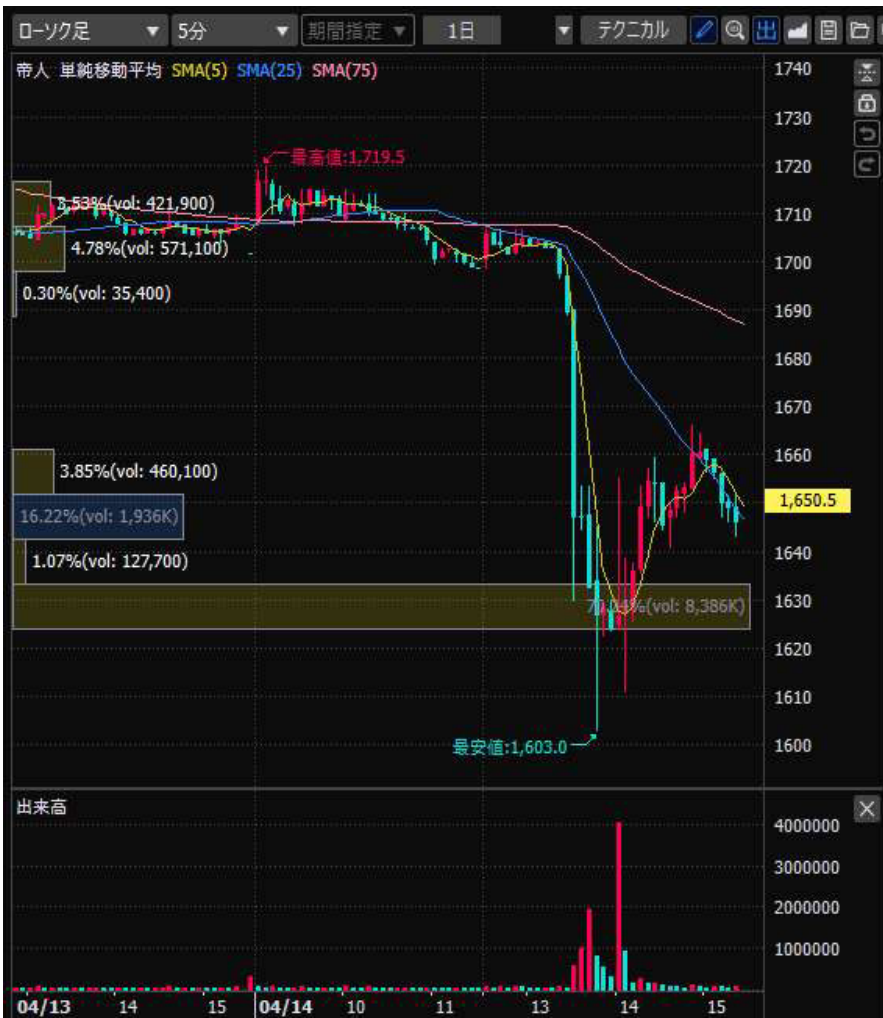 ローソク足 ▼ 5分 ▼ 期間指定 ▼ 1日 ▼ テクニカル 出
帝人 単純移動平均 SMA(5) SMA(25) SMA(75)
1740
1730
1720
1710
1700
1690
1680
1670
1660
1,650.5
1640
1630
1620
1610
1600
最高値:1,719.5
3.53%(vol: 421,900)
4.78%(vol: 571,100)
0.30%(vol: 35,400)
3.85%(vol: 460,100)
16.22%(vol: 1,936K)
1.07%(vol: 127,700)
(vol: 8,386K)
最安値:1,603.0
出来高
4000000
3000000
2000000
1000000
04/13 14 15 04/14 10 11 13 14 15